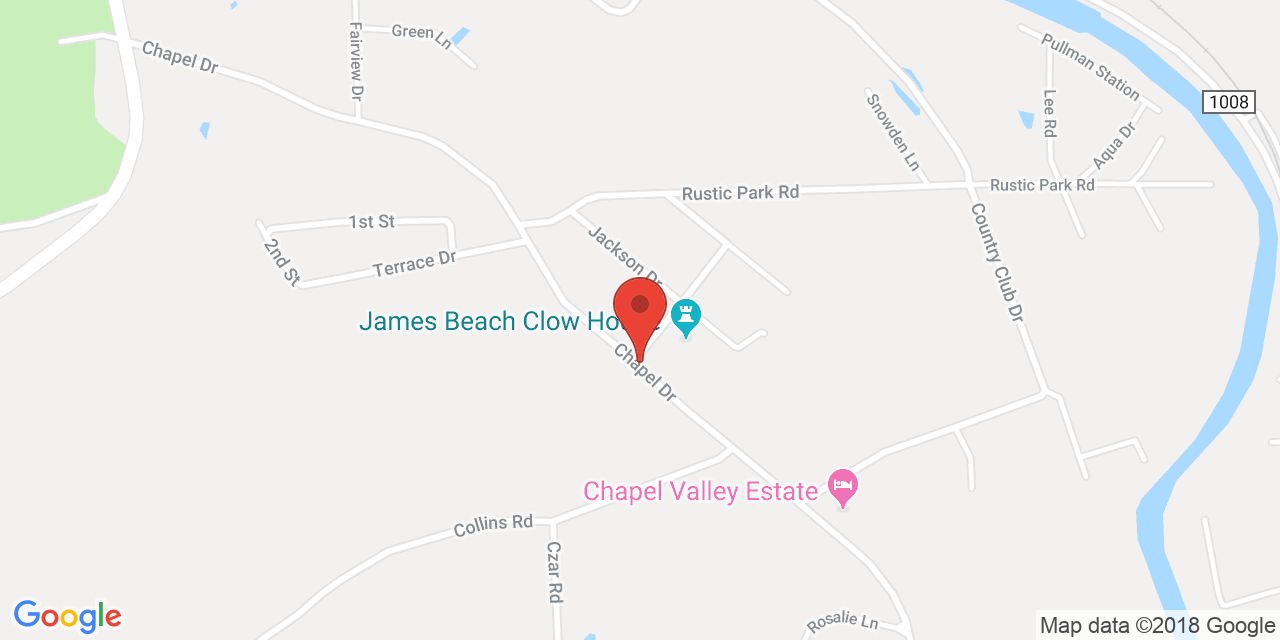 Green Ln
Fairview Dr
Chapel Dr
Pullman Station
1008
Lee Rd
Snowden Ln
Aqua Dr
Rustic Park Rd
Rustic Park Rd
1st St
2nd St
Terrace Dr
Jackson Dr
Country Club Dr
James Beach Clow House
Chapel Dr
Chapel Valley Estate
Collins Rd
Czar Rd
Rosalie Ln
Google
Map data ©2018 Google